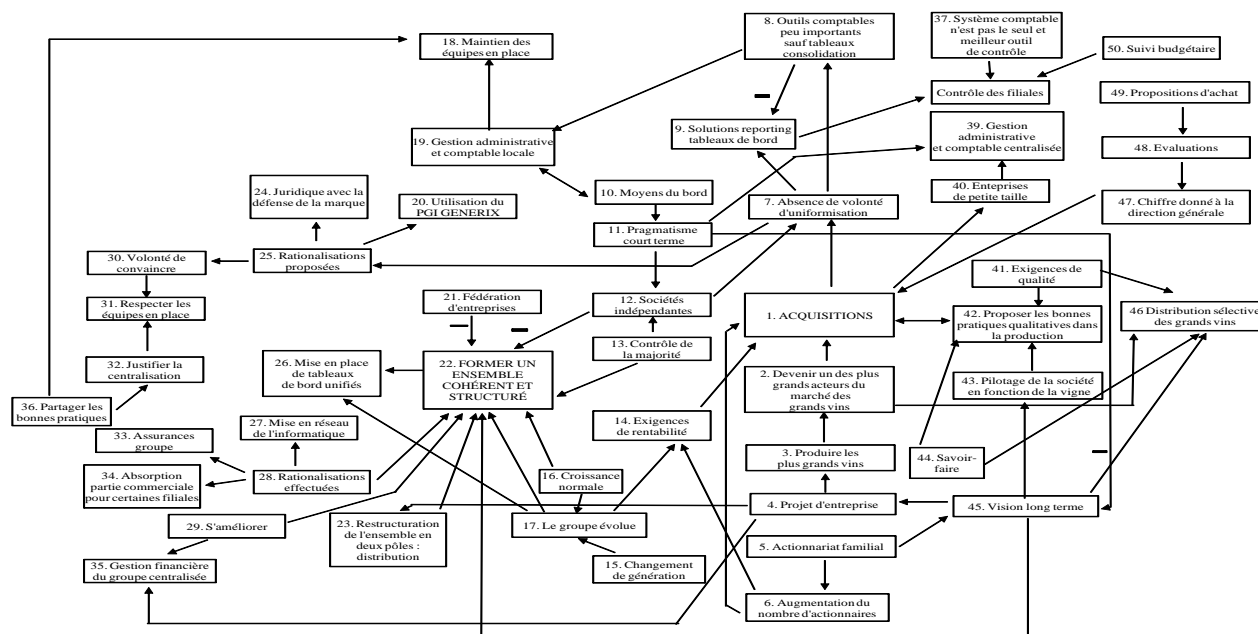 18. Maintien des
équipes en place
8. Outils comptables
peu importants
sauf tableaux
consolidation
37. Système comptable
n'est pas le seul et
meilleur outil
de contrôle
50. Suivi budgétaire
Contrôle des filiales
49. Propositions d'achat
19. Gestion administrative
et comptable locale
9. Solutions reporting
tableaux de bord
39. Gestion
administrative
et comptable centralisée
48. Evaluations
24. Juridique avec la
défense de la marque
20. Utilisation du
PGI GENERIX
10. Moyens du bord
7. Absence de volonté
d'uniformisation
40. Enteprises
de petite taille
47. Chiffre donné à la
direction générale
11. Pragmatisme
court terme
30. Volonté de
convaincre
25. Rationalisations
proposées
41. Exigences de
qualité
31. Respecter les
équipes en place
21. Fédération
d'entreprises
12. Sociétés
indépendantes
1. ACQUISITIONS
42. Proposer les bonnes
pratiques qualitatives dans
la production
46 Distribution sélective
des grands vins
13. Contrôle de
la majorité
32. Justifier la
centralisation
26. Mise en place
de tableaux
de bord unifiés
22. FORMER UN
ENSEMBLE
COHÉRENT ET
STRUCTURÉ
2. Devenir un des plus
grands acteurs du
marché des
grands vins
43. Pilotage de la société
en fonction de la vigne
36. Partager les
bonnes pratiques
27. Mise en réseau
de l'informatique
14. Exigences
de rentabilité
33. Assurances
groupe
44. Savoir-
faire
34. Absorption
partie commerciale
pour certaines filiales
28. Rationalisations
effectuées
16. Croissance
normale
3. Produire les
plus grands vins
4. Projet d'entreprise
45. Vision long terme
29. S'améliorer
23. Restructuration
de l'ensemble en
deux pôles :
distribution
17. Le groupe évolue
5. Actionnariat familial
35. Gestion financière
du groupe centralisée
15. Changement
de génération
6. Augmentation du
nombre d'actionnaires